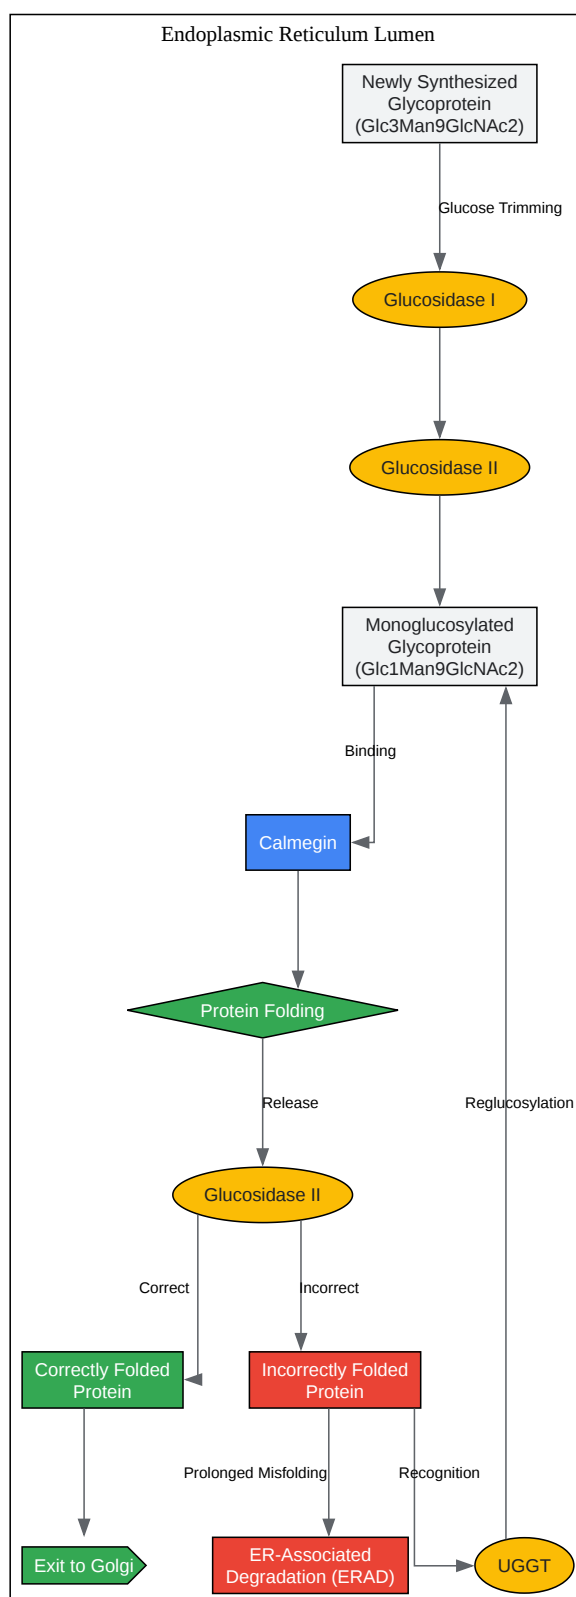 Endoplasmic Reticulum Lumen
Newly Synthesized
Glycoprotein
(Glc3Man9GlcNAc2)
Glucose Trimming
Glucosidase I
Glucosidase II
Monoglucosylated
Glycoprotein
(Glc1Man9GlcNAc2)
Binding
Calmegin
Protein Folding
Release
Reglucosylation
Glucosidase II
Correct
Incorrect
Correctly Folded
Protein
Incorrectly Folded
Protein
Prolonged Misfolding
Recognition
Exit to Golgi
ER-Associated
Degradation (ERAD)
UGGT